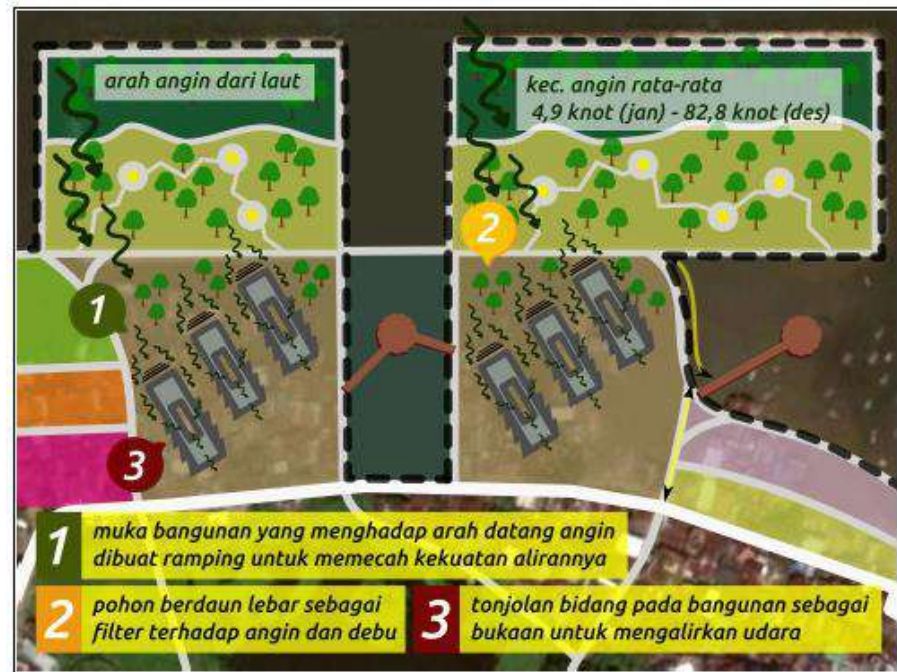 arah angin dari laut
kec. angin rata-rata
4,9 knot (jan) - 82,8 knot (des)
2
1
3
1
muka bangunan yang menghadap arah datang angin
dibuat ramping untuk memecah kekuatan alirannya
2
pohon berdaun lebar sebagai
filter terhadap angin dan debu
3
tonjolan bidang pada bangunan sebagai
bukaan untuk mengalirkan udara